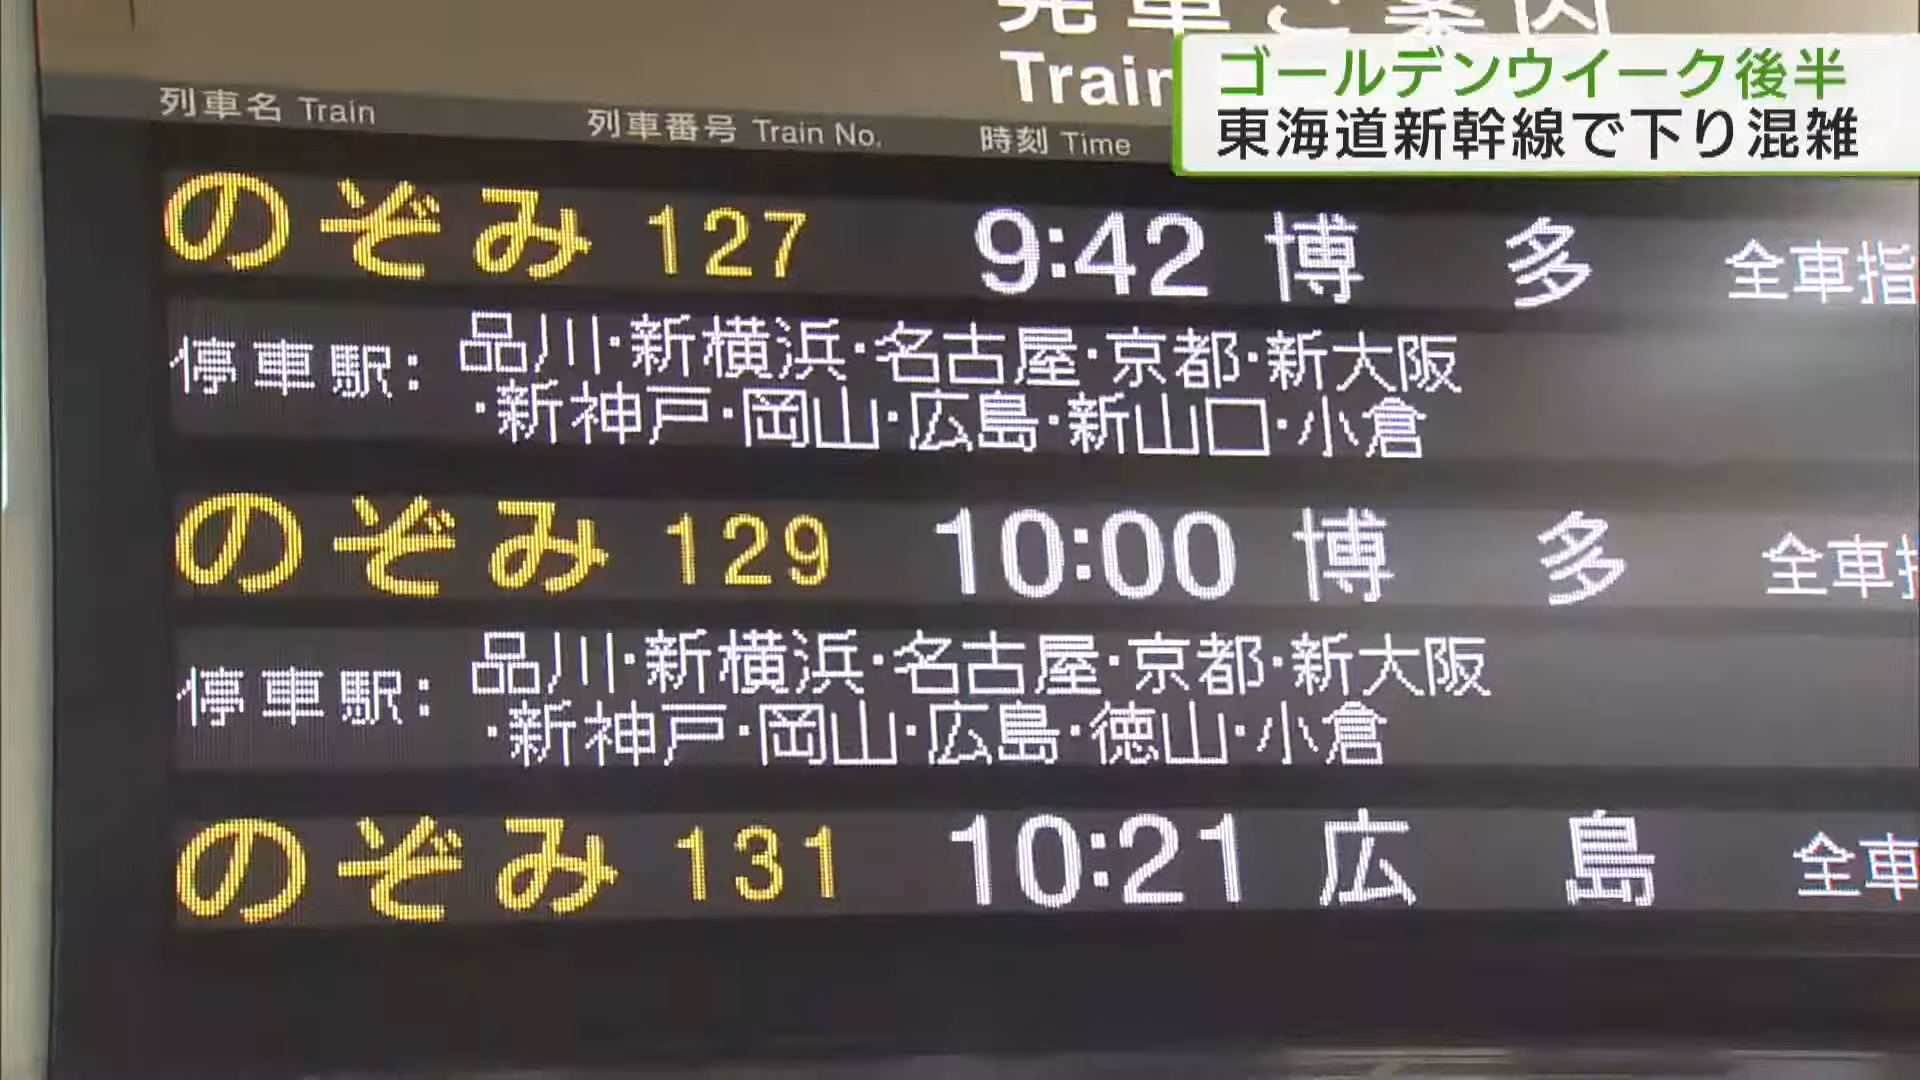 発車ご案内
Train
ゴールデンウイーク後半
東海道新幹線で下り混雑
列車名 Train 列車番号 Train No. 時刻 Time
のぞみ 127 9:42 博多 全車指
停車駅: 品川・新横浜・名古屋・京都・新大阪
・新神戸・岡山・広島・新山口・小倉
のぞみ 129 10:00 博多 全車指
停車駅: 品川・新横浜・名古屋・京都・新大阪
・新神戸・岡山・広島・徳山・小倉
のぞみ 131 10:21 広島 全車